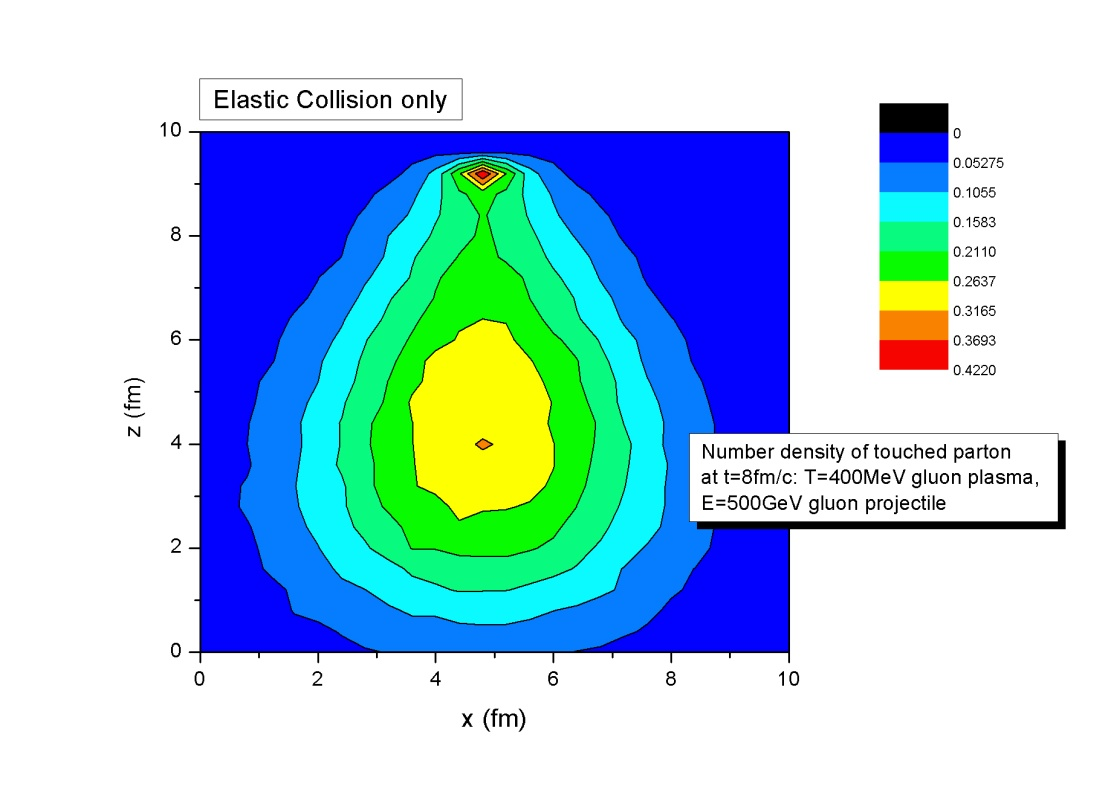 Elastic Collision only
10
8
6
4
2
0
z (fm)
0 2 4 6 8 10
x (fm)
0
0.05275
0.1055
0.1583
0.2110
0.2637
0.3165
0.3693
0.4220
Number density of touched parton
at t=8fm/c: T=400MeV gluon plasma,
E=500GeV gluon projectile